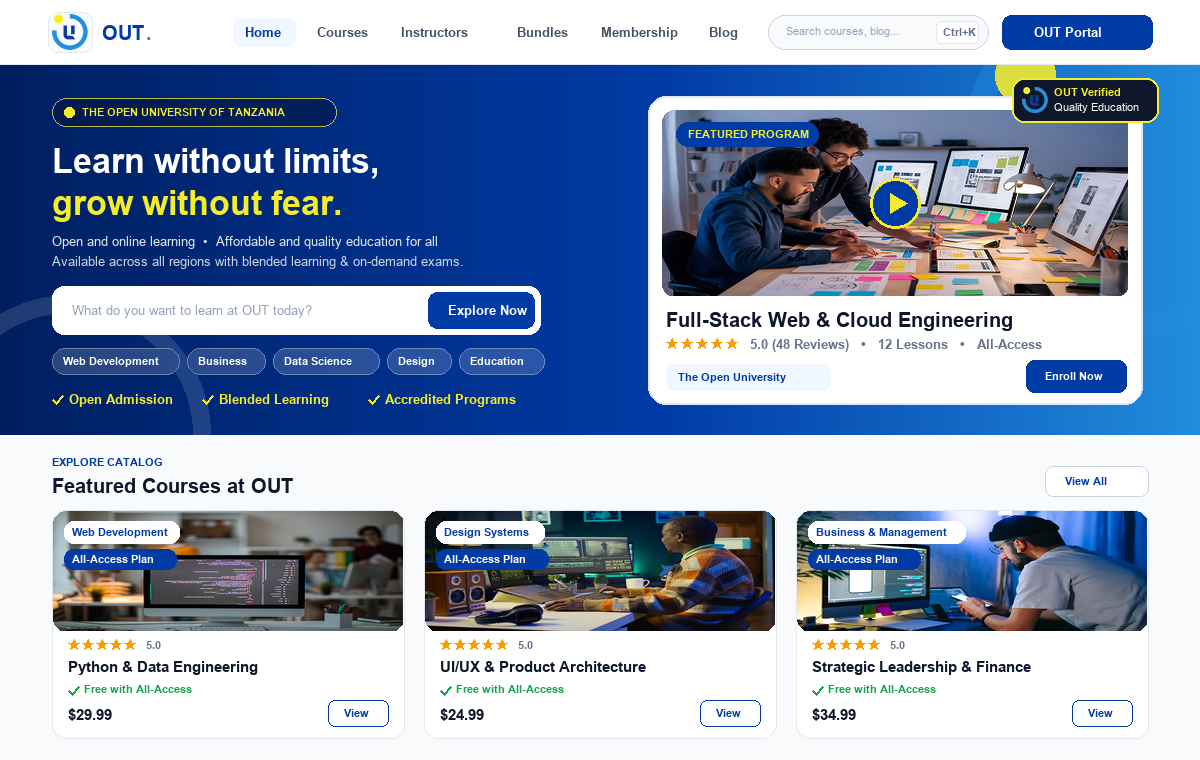 OUT.
Home
Courses
Instructors
Bundles
Membership
Blog
Search courses, blog...
Ctrl+K
OUT Portal
THE OPEN UNIVERSITY OF TANZANIA
Learn without limits,
grow without fear.
Open and online learning • Affordable and quality education for all
Available across all regions with blended learning & on-demand exams.
What do you want to learn at OUT today?
Explore Now
Web Development
Business
Data Science
Design
Education
Open Admission
Blended Learning
Accredited Programs
OUT Verified
Quality Education
FEATURED PROGRAM
Full-Stack Web & Cloud Engineering
5.0 (48 Reviews) • 12 Lessons • All-Access
The Open University
Enroll Now
EXPLORE CATALOG
Featured Courses at OUT
View All
Web Development
All-Access Plan
5.0
Python & Data Engineering
Free with All-Access
$29.99
View
Design Systems
All-Access Plan
5.0
UI/UX & Product Architecture
Free with All-Access
$24.99
View
Business & Management
All-Access Plan
5.0
Strategic Leadership & Finance
Free with All-Access
$34.99
View